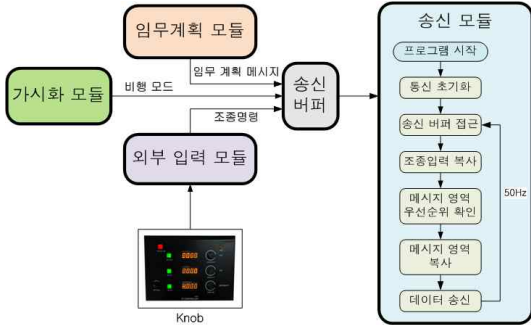 임무계획 모듈
임무 계획 메시지
가시화 모듈
비행 모드
송신
버퍼
조종명령
외부 입력 모듈
Knob
송신 모듈
프로그램 시작
통신 초기화
송신 버퍼 접근
조종입력 복사
50Hz
메시지 영역
우선순위 확인
메시지 영역
복사
데이터 송신